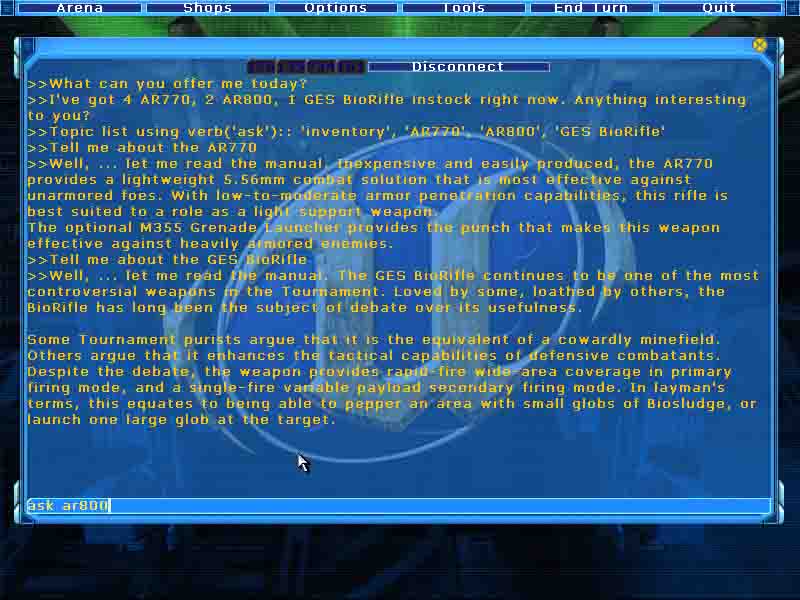 Arena Shops Options Tools End Turn Quit
Disconnect
>>What can you offer me today?
>>I've got 4 AR770, 2 AR800, 1 GES BioRifle instock right now. Anything interesting
to you?
>>Topic list using verb('ask'):: 'inventory', 'AR770', 'AR800', 'GES BioRifle'
>>Tell me about the AR770
>>Well, ... let me read the manual. Inexpensive and easily produced, the AR770
provides a lightweight 5.56mm combat solution that is most effective against
unarmored foes. With low-to-moderate armor penetration capabilities, this rifle is
best suited to a role as a light support weapon.
The optional M355 Grenade Launcher provides the punch that makes this weapon
effective against heavily armored enemies.
>>Tell me about the GES BioRifle
>>Well, ... let me read the manual. The GES BioRifle continues to be one of the most
controversial weapons in the Tournament. Loved by some, loathed by others, the
BioRifle has long been the subject of debate over its usefulness.
Some Tournament purists argue that it is the equivalent of a cowardly minefield.
Others argue that it enhances the tactical capabilities of defensive combatants.
Despite the debate, the weapon provides rapid-fire wide-area coverage in primary
firing mode, and a single-fire variable payload secondary firing mode. In layman's
terms, this equates to being able to pepper an area with small globs of Biosludge, or
launch one large glob at the target.
ask ar800